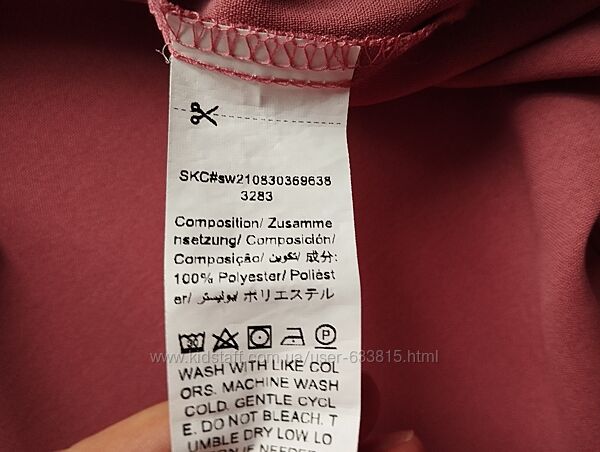 SKC#sw210830369638
3283
Composition/ Zusamme
nsetzung/ Composición/
Composição/ تكوين/ 成分:
100% Polyester/ Poliést
er/ بوليستر/ ポリエステル
30
P
www.kidstaff.com.ua/user-633815.html
WASH WITH LIKE COL
ORS. MACHINE WASH
COLD. GENTLE CYCL
E. DO NOT BLEACH. T
UMBLE DRY LOW LO